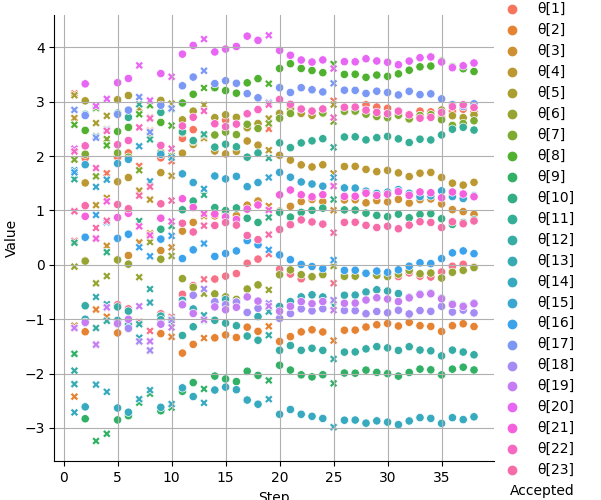 θ[1]
θ[2]
θ[3]
θ[4]
θ[5]
θ[6]
θ[7]
θ[8]
θ[9]
θ[10]
θ[11]
θ[12]
θ[13]
θ[14]
θ[15]
θ[16]
θ[17]
θ[18]
θ[19]
θ[20]
θ[21]
θ[22]
θ[23]
Accepted
Value
4
3
2
1
0
−1
−2
−3
0
5
10
15
20
25
30
35
Step